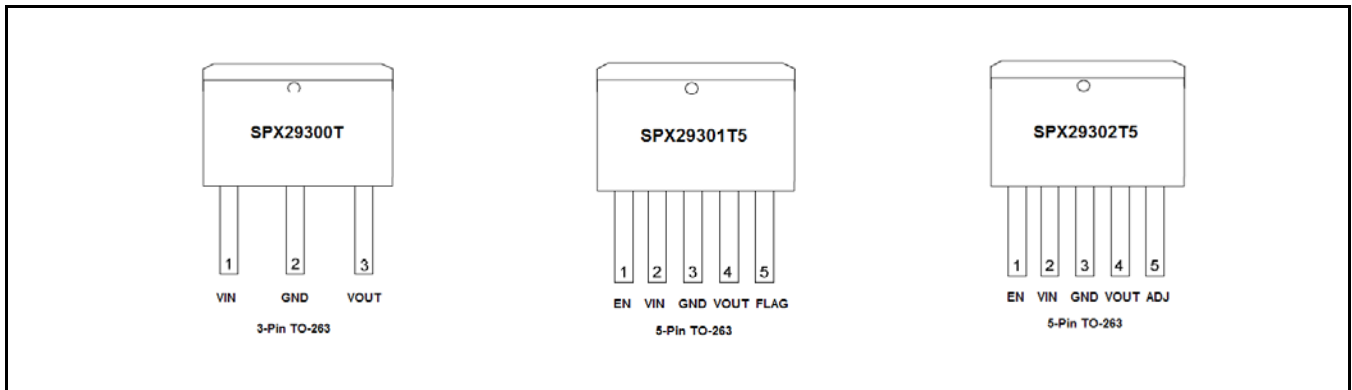 SPX29300T
1 2 3
VIN GND VOUT
3-Pin TO-263
SPX29301T5
1 2 3 4 5
EN VIN GND VOUT FLAG
5-Pin TO-263
SPX29302T5
1 2 3 4 5
EN VIN GND VOUT ADJ
5-Pin TO-263